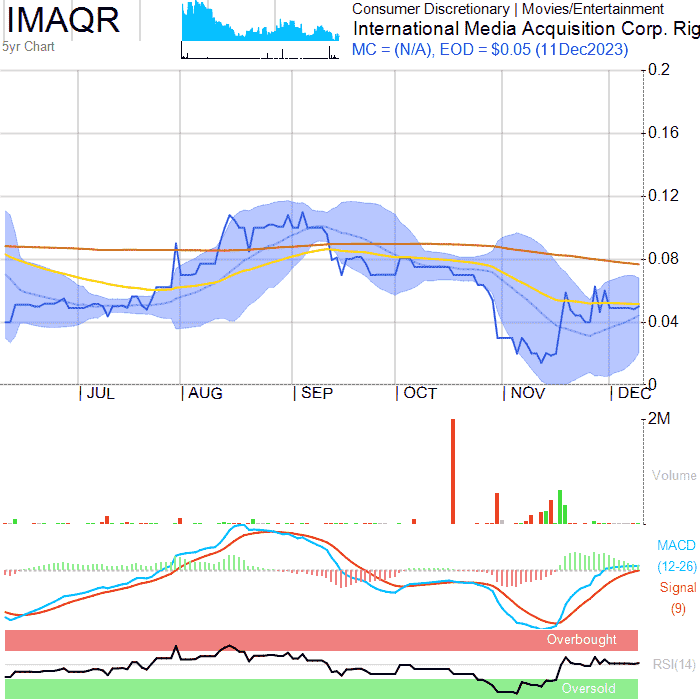 IMAQR
5yr Chart
Consumer Discretionary | Movies/Entertainment
International Media Acquisition Corp. Rig
MC = (N/A), EOD = $0.05 (11Dec2023)
0.2
0.16
0.12
0.08
0.04
0
JUL AUG SEP OCT NOV DEC
2M
Volume
MACD
(12-26)
Signal
(9)
Overbought
RSI(14)
Oversold